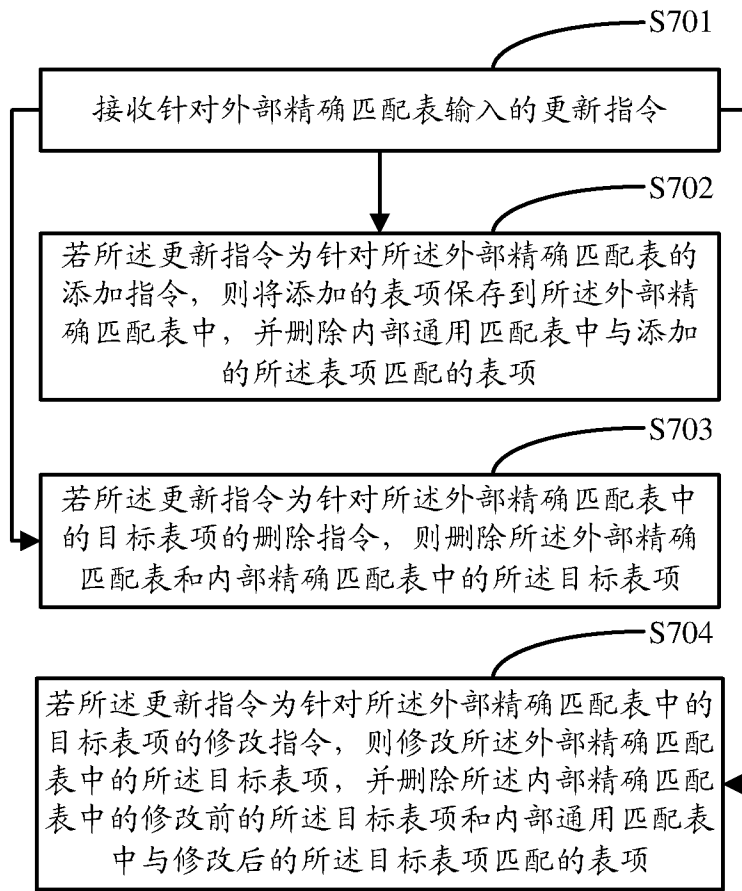 S701
接收针对外部精确匹配表输入的更新指令
S702
若所述更新指令为针对所述外部精确匹配表的
添加指令，则将添加的表项保存到所述外部精
确匹配表中，并删除内部通用匹配表中与添加
的所述表项匹配的表项
S703
若所述更新指令为针对所述外部精确匹配表中
的目标表项的删除指令，则删除所述外部精确
匹配表和内部精确匹配表中的所述目标表项
S704
若所述更新指令为针对所述外部精确匹配表中的
目标表项的修改指令，则修改所述外部精确匹配
表中的所述目标表项，并删除所述内部精确匹配
表中的修改前的所述目标表项和内部通用匹配表
中与修改后的所述目标表项匹配的表项